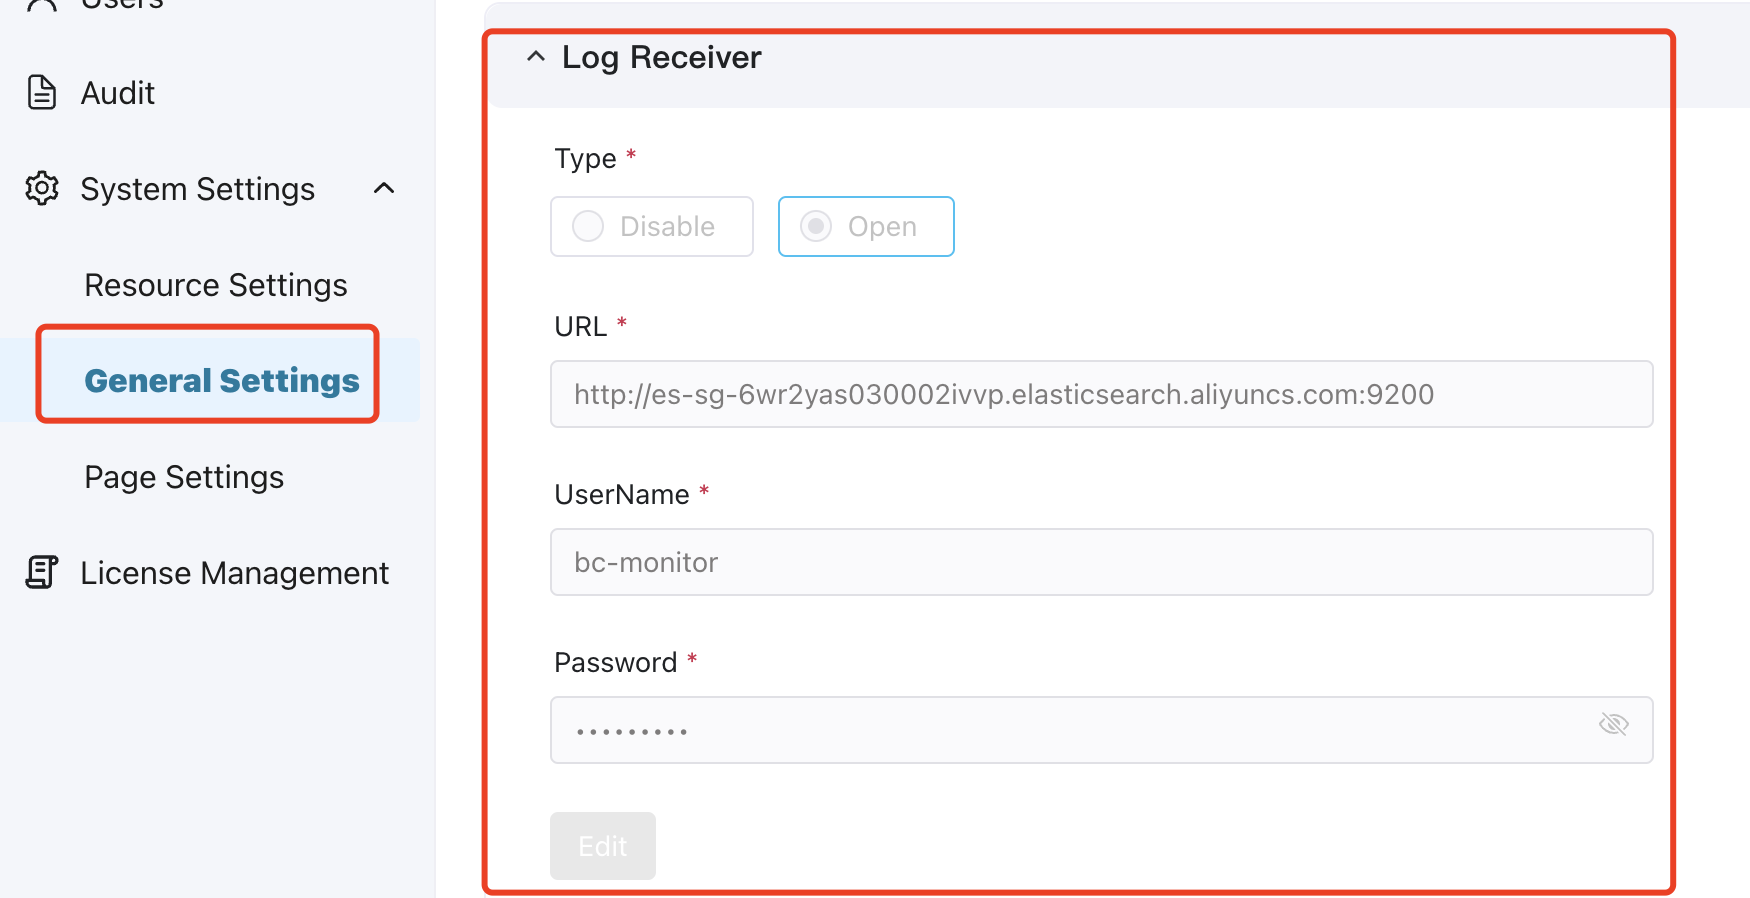 Users
Audit
System Settings
Resource Settings
General Settings
Page Settings
License Management
Log Receiver
Type *
Disable
Open
URL *
http://es-sg-6wr2yas030002ivvp.elasticsearch.aliyuncs.com:9200
UserName *
bc-monitor
Password *
•••••••••
Edit